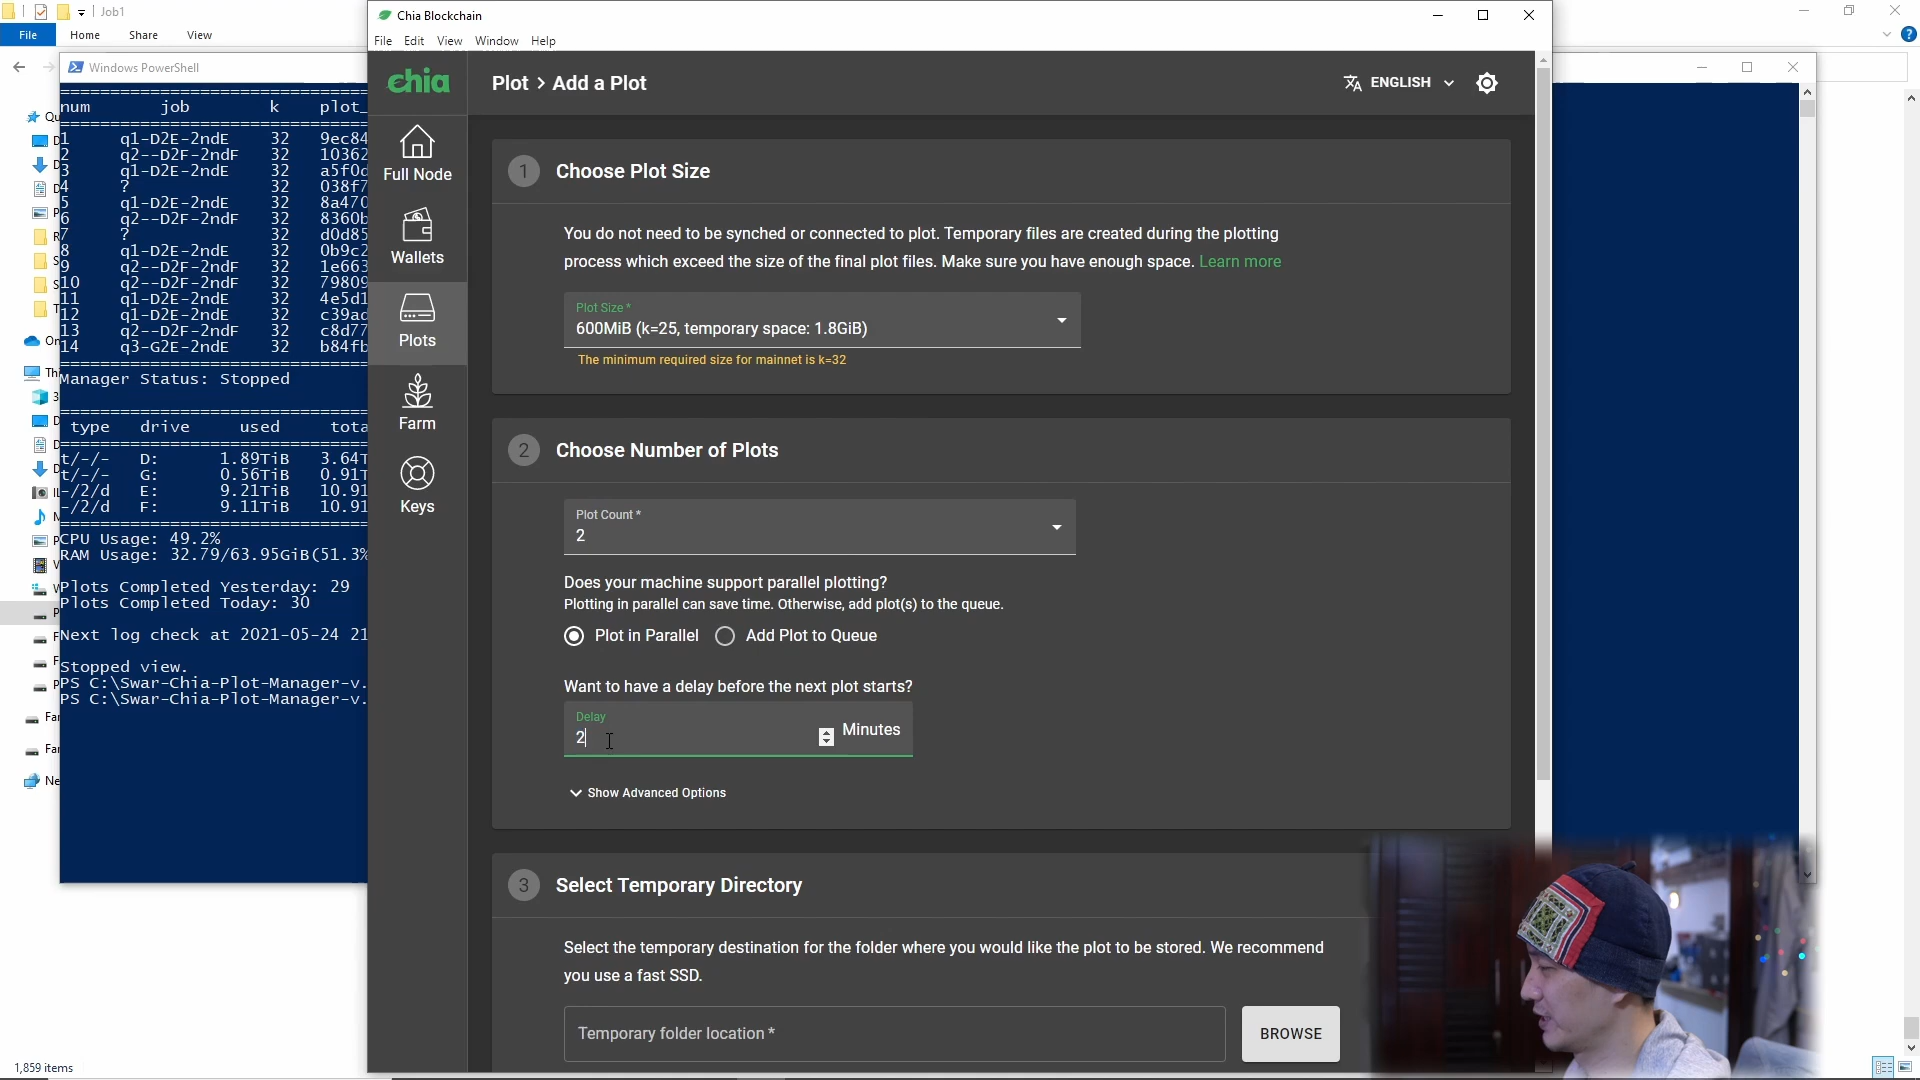 Job1
File
Home
Share
View
Windows PowerShell
num job k plot_
1 q1-D2E-2ndE 32 9ec84
2 q2--D2F-2ndF 32 10362
3 q1-D2E-2ndE 32 a5f0d
4 ? 32 038f7
5 q1-D2E-2ndE 32 8a470
6 q2--D2F-2ndF 32 8360b
7 ? 32 d0d85
8 q1-D2E-2ndE 32 0b9c2
9 q2--D2F-2ndF 32 1e663
10 q2--D2F-2ndF 32 79809
11 q1-D2E-2ndE 32 4e5d1
12 q1-D2E-2ndE 32 c39ad
13 q2--D2F-2ndF 32 c8d77
14 q3-G2E-2ndE 32 b84fb
Manager Status: Stopped
type drive used tota
t/-/- D: 1.89TiB 3.64T
t/-/- G: 0.56TiB 0.91T
-/2/d E: 9.21TiB 10.91
-/2/d F: 9.11TiB 10.91
CPU Usage: 49.2%
RAM Usage: 32.79/63.95GiB(51.3%
Plots Completed Yesterday: 29
Plots Completed Today: 30
Next log check at 2021-05-24 21
Stopped view.
PS C:\Swar-Chia-Plot-Manager-v.
PS C:\Swar-Chia-Plot-Manager-v.
1,859 items
Chia Blockchain
File Edit View Window Help
chia
Full Node
Wallets
Plots
Farm
Keys
Plot > Add a Plot
ENGLISH
1 Choose Plot Size
You do not need to be synched or connected to plot. Temporary files are created during the plotting
process which exceed the size of the final plot files. Make sure you have enough space. Learn more
Plot Size *
600MiB (k=25, temporary space: 1.8GiB)
The minimum required size for mainnet is k=32
2 Choose Number of Plots
Plot Count *
2
Does your machine support parallel plotting?
Plotting in parallel can save time. Otherwise, add plot(s) to the queue.
Plot in Parallel Add Plot to Queue
Want to have a delay before the next plot starts?
Delay
2
Minutes
Show Advanced Options
3 Select Temporary Directory
Select the temporary destination for the folder where you would like the plot to be stored. We recommend
you use a fast SSD.
Temporary folder location *
BROWSE